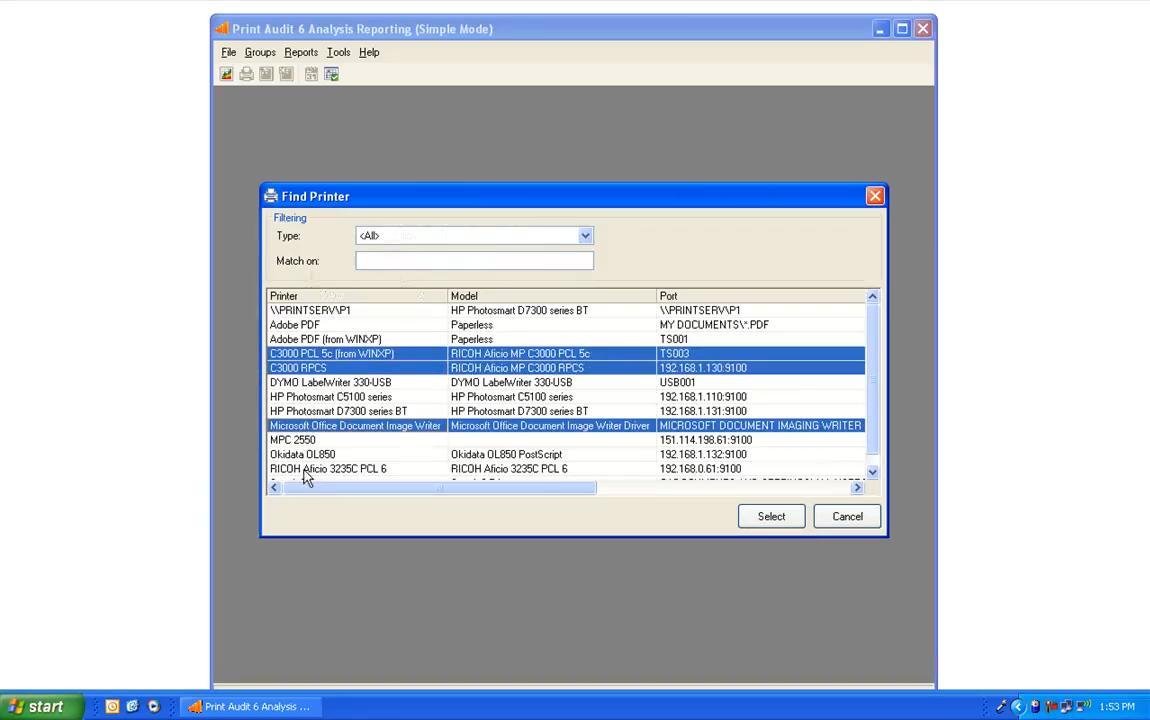 Print Audit 6 Analysis Reporting (Simple Mode)
File Groups Reports Tools Help
Find Printer
Filtering
Type: <All>
Match on:
Printer Model Port
\\PRINTSERV\P1 HP Photosmart D7300 series BT \\PRINTSERV\P1
Adobe PDF Paperless MY DOCUMENTS\*.PDF
Adobe PDF (from WINXP) Paperless TS001
C3000 PCL 5c (from WINXP) RICOH Aficio MP C3000 PCL 5c TS003
C3000 RPCS RICOH Aficio MP C3000 RPCS 192.168.1.130:9100
DYMO LabelWriter 330-USB DYMO LabelWriter 330-USB USB001
HP Photosmart C5100 series HP Photosmart C5100 series 192.168.1.110:9100
HP Photosmart D7300 series BT HP Photosmart D7300 series BT 192.168.1.131:9100
Microsoft Office Document Image Writer Microsoft Office Document Image Writer Driver MICROSOFT DOCUMENT IMAGING WRITER
MPC 2550 151.114.198.61:9100
Okidata OL850 Okidata OL850 PostScript 192.168.1.132:9100
RICOH Aficio 3235C PCL 6 RICOH Aficio 3235C PCL 6 192.168.0.61:9100
Select Cancel
start Print Audit 6 Analysis ... 1:53 PM